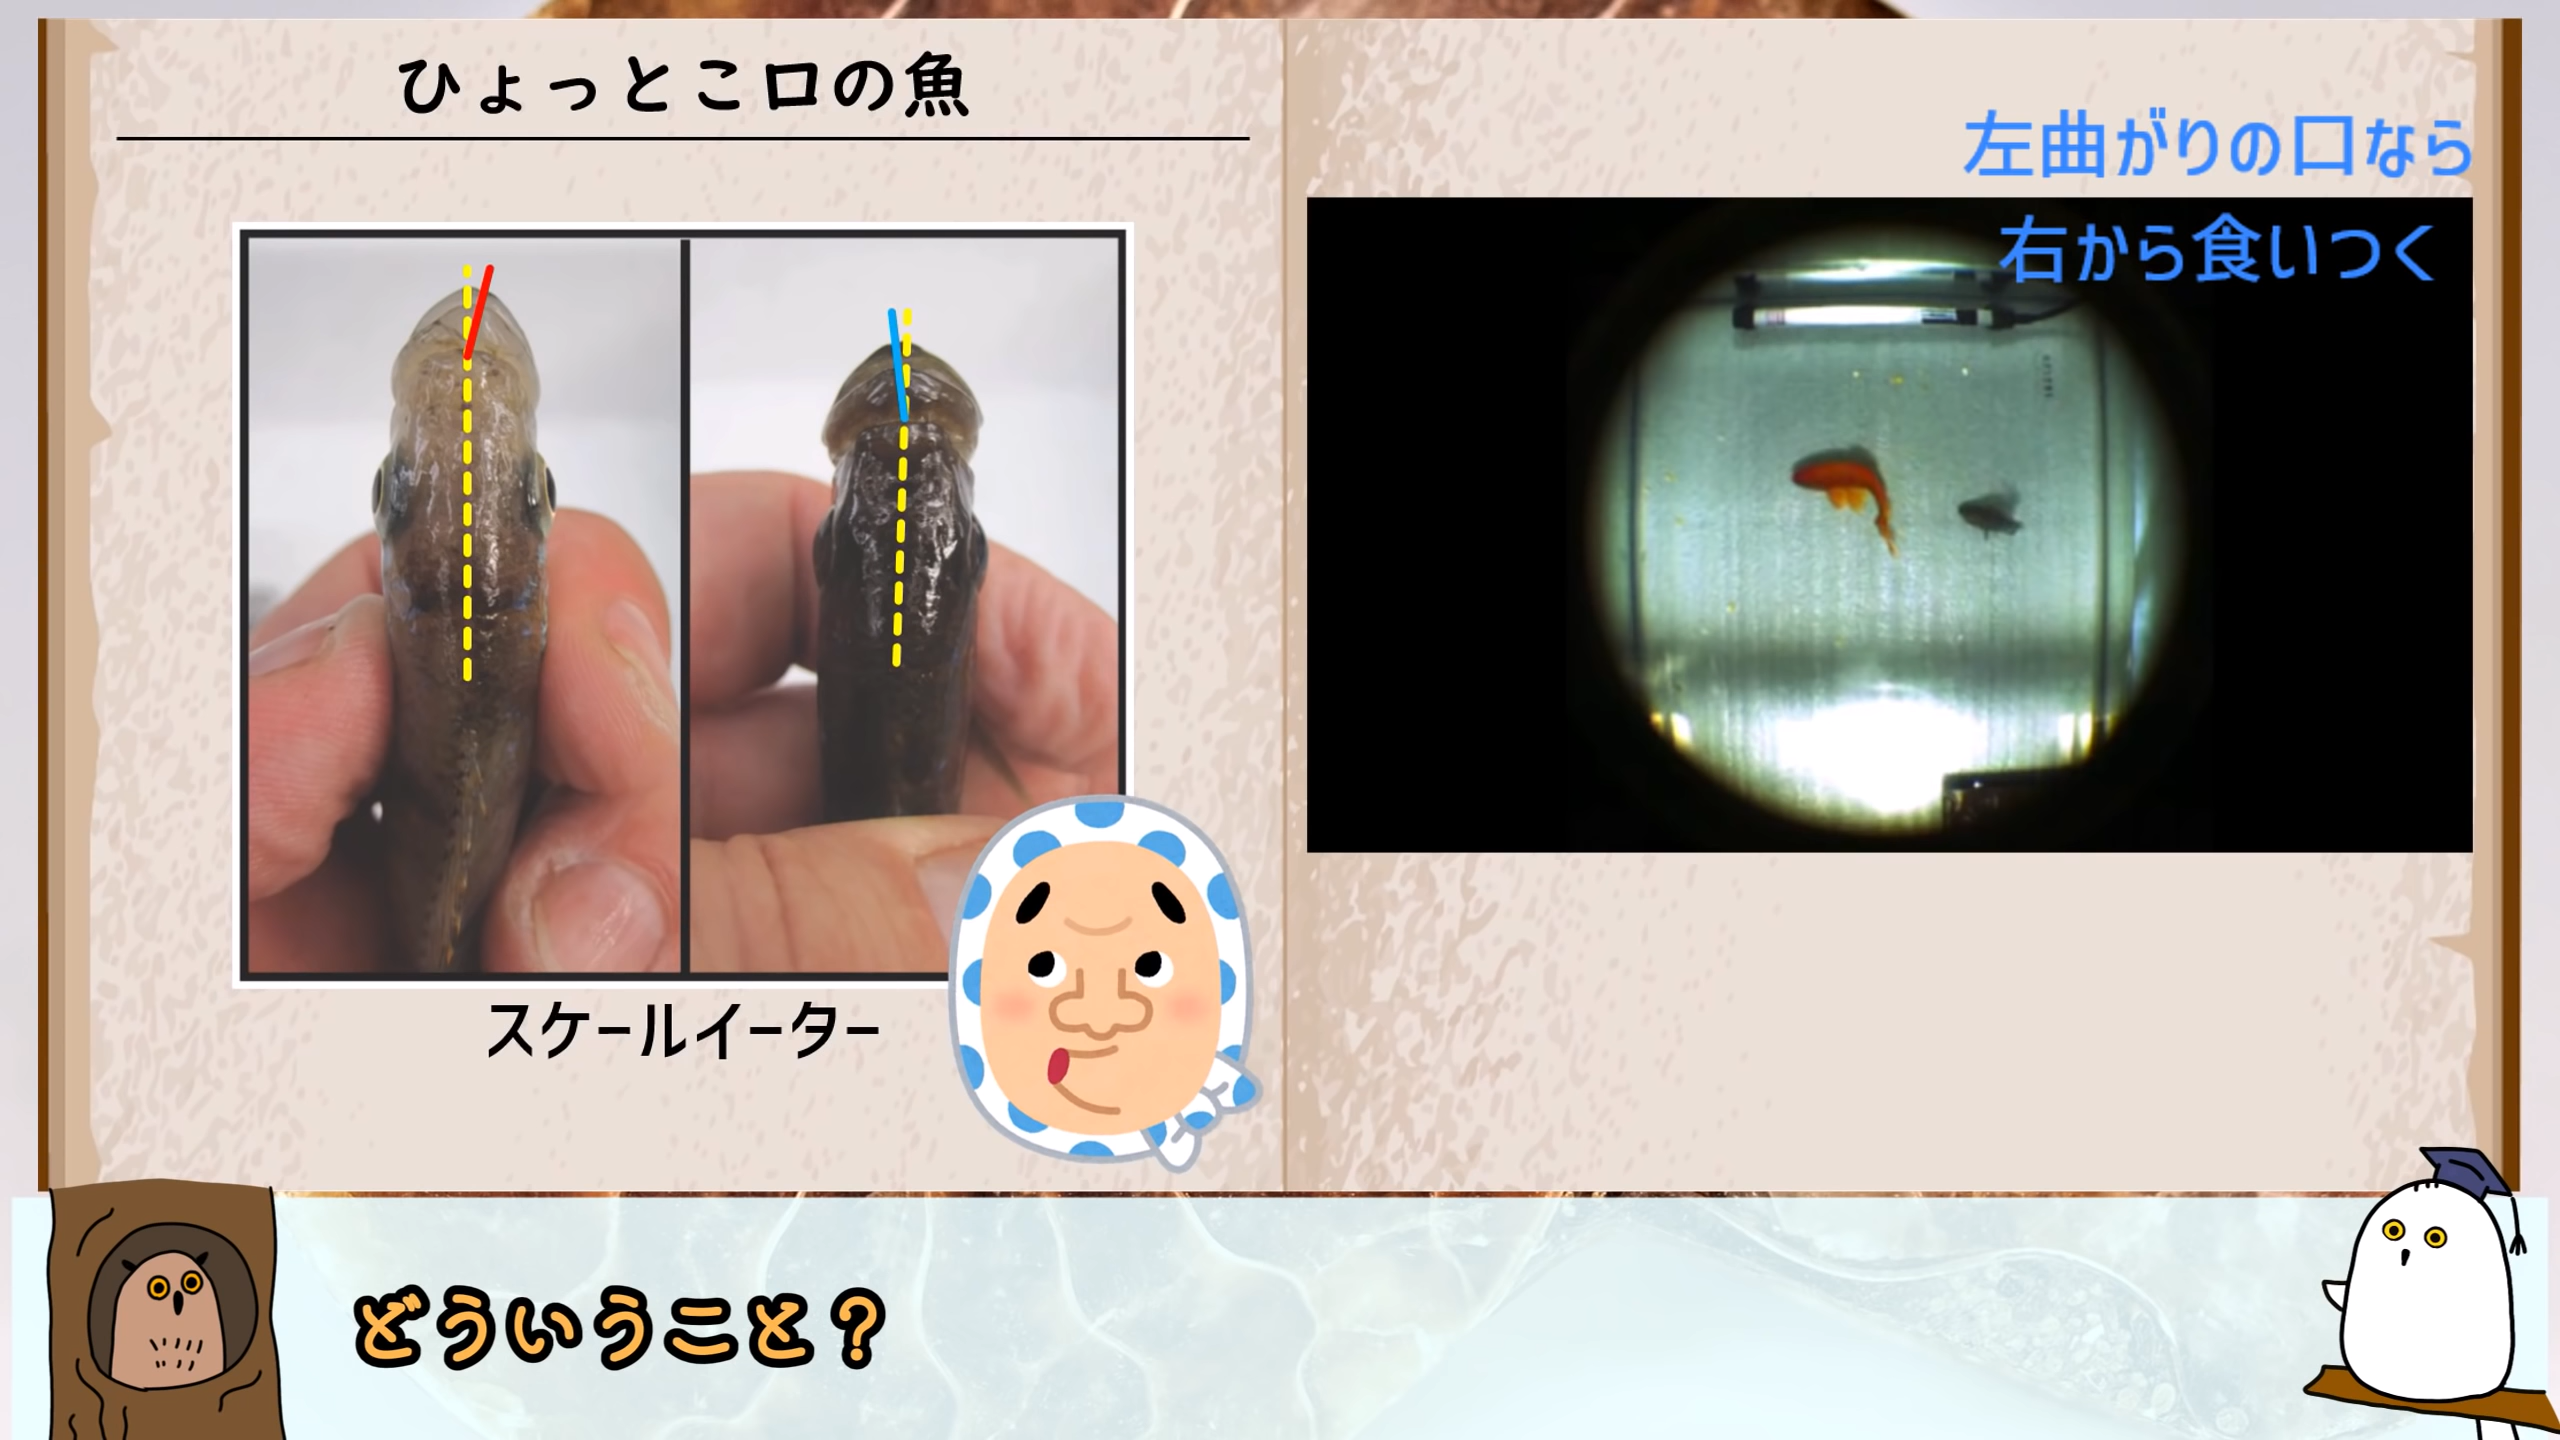 ひょっとこ口の魚
左曲がりの口なら
右から食いつく
スケールイーター
どういうこと？